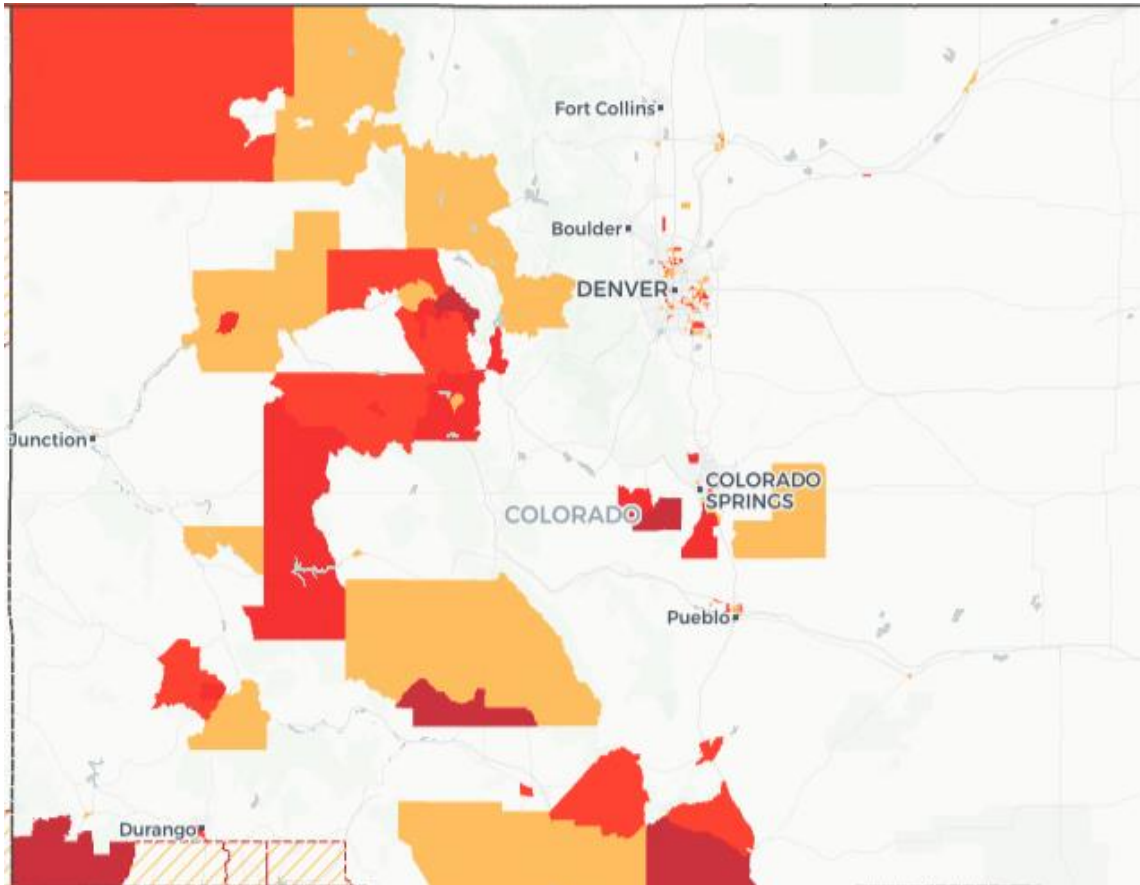 Fort Collins
Boulder
DENVER
Junction
COLORADO
SPRINGS
COLORADO
Pueblo
Durango